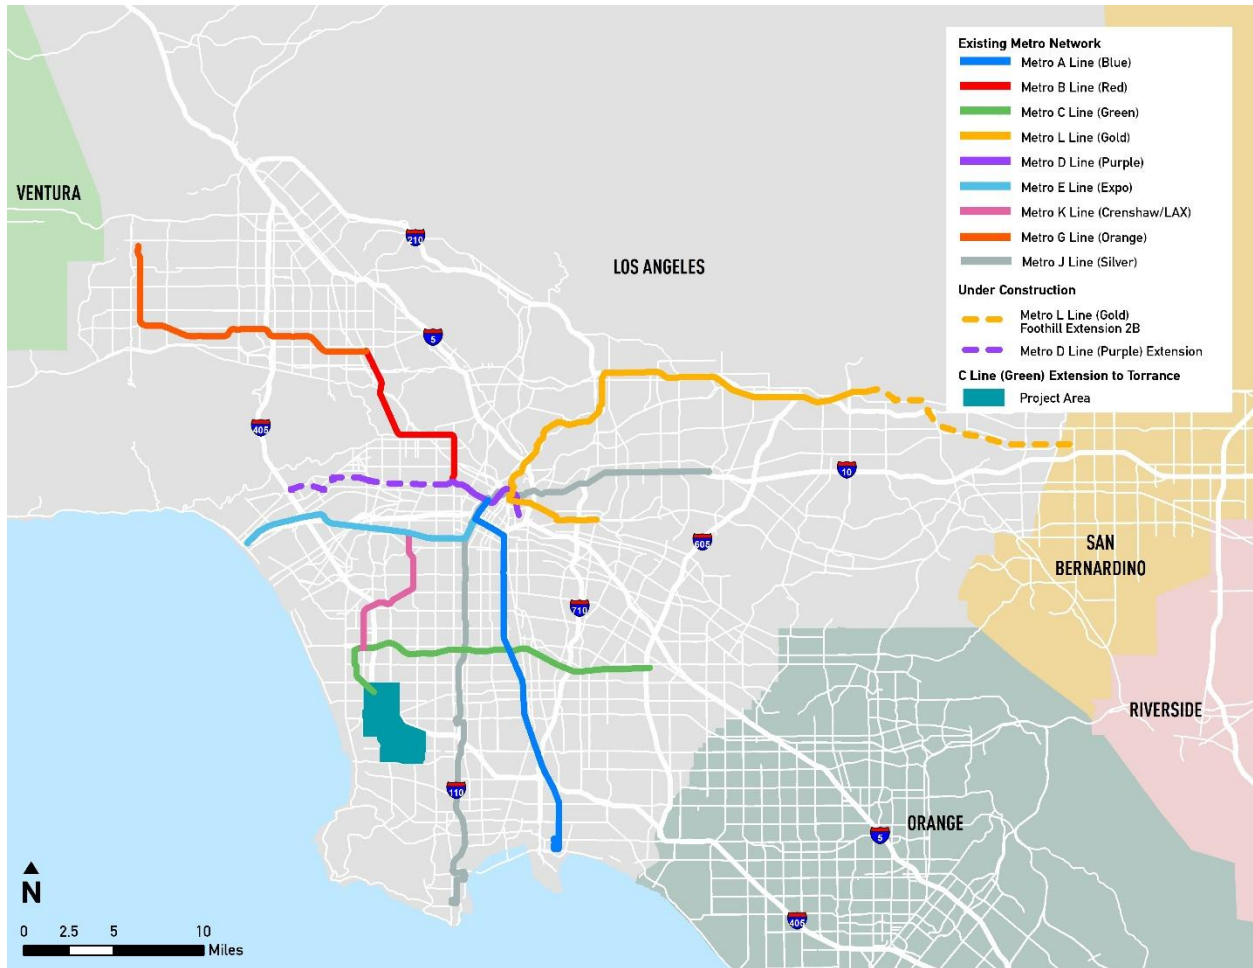 Existing Metro Network
Metro A Line (Blue)
Metro B Line (Red)
Metro C Line (Green)
Metro L Line (Gold)
Metro D Line (Purple)
Metro E Line (Expo)
Metro K Line (Crenshaw/LAX)
Metro G Line (Orange)
Metro J Line (Silver)
Under Construction
Metro L Line (Gold)
Foothill Extension 2B
Metro D Line (Purple) Extension
C Line (Green) Extension to Torrance
Project Area
VENTURA
210
LOS ANGELES
5
405
10
605
SAN
BERNARDINO
710
RIVERSIDE
110
ORANGE
5
405
N
0 2.5 5 10
Miles